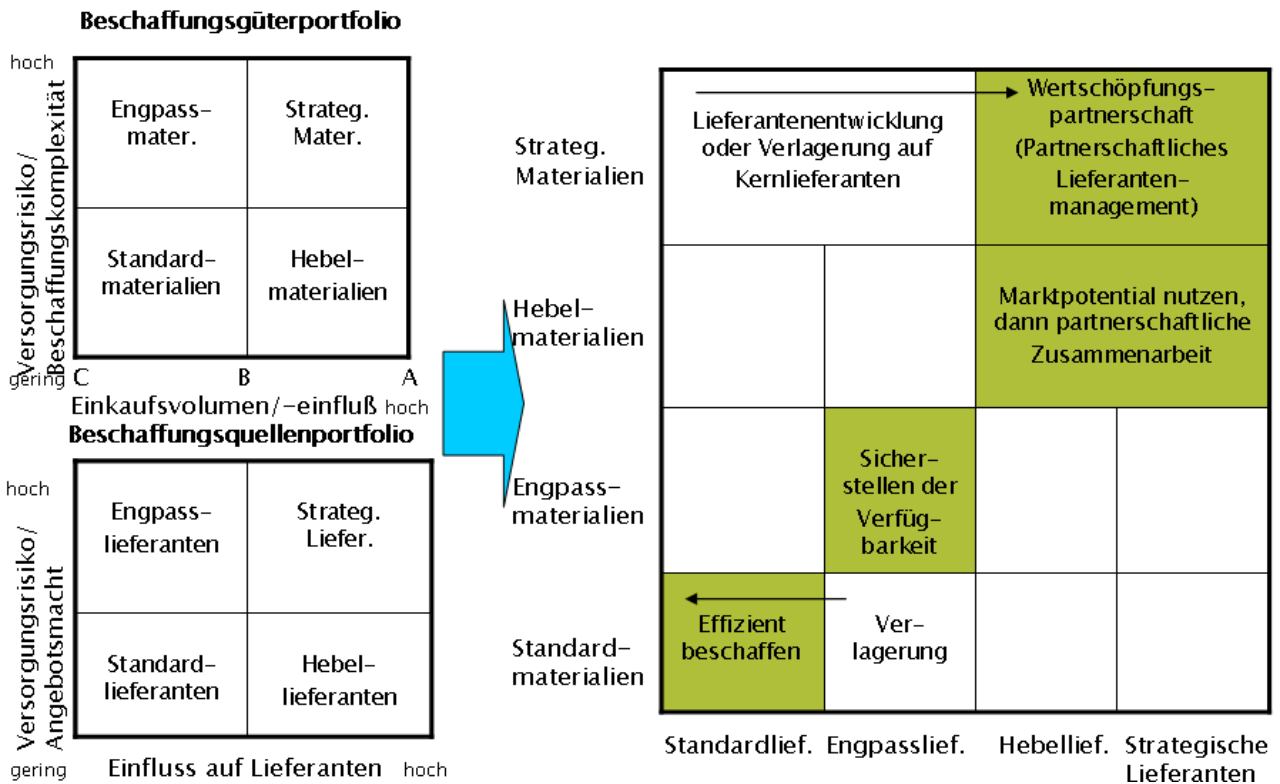 Beschaffungsgüterportfolio
hoch
Versorgungsrisiko/
Beschaffungskomplexität
Engpass-
mater.
Strateg.
Mater.
Standard-
materialien
Hebel-
materialien
gering
C
B
A
Einkaufsvolumen/-einfluß hoch
Beschaffungsquellenportfolio
hoch
Versorgungsrisiko/
Angebotsmacht
Engpass-
lieferanten
Strateg.
Liefer.
Standard-
lieferanten
Hebel-
lieferanten
gering
Einfluss auf Lieferanten hoch
Strateg.
Materialien
Lieferantenentwicklung
oder Verlagerung auf
Kernlieferanten
Wertschöpfungs-
partnerschaft
(Partnerschaftliches
Lieferanten-
management)
Hebel-
materialien
Marktpotential nutzen,
dann partnerschaftliche
Zusammenarbeit
Engpass-
materialien
Sicher-
stellen der
Verfüg-
barkeit
Standard-
materialien
Effizient
beschaffen
Ver-
lagerung
Standardlief.
Engpasslief.
Hebellief.
Strategische
Lieferanten